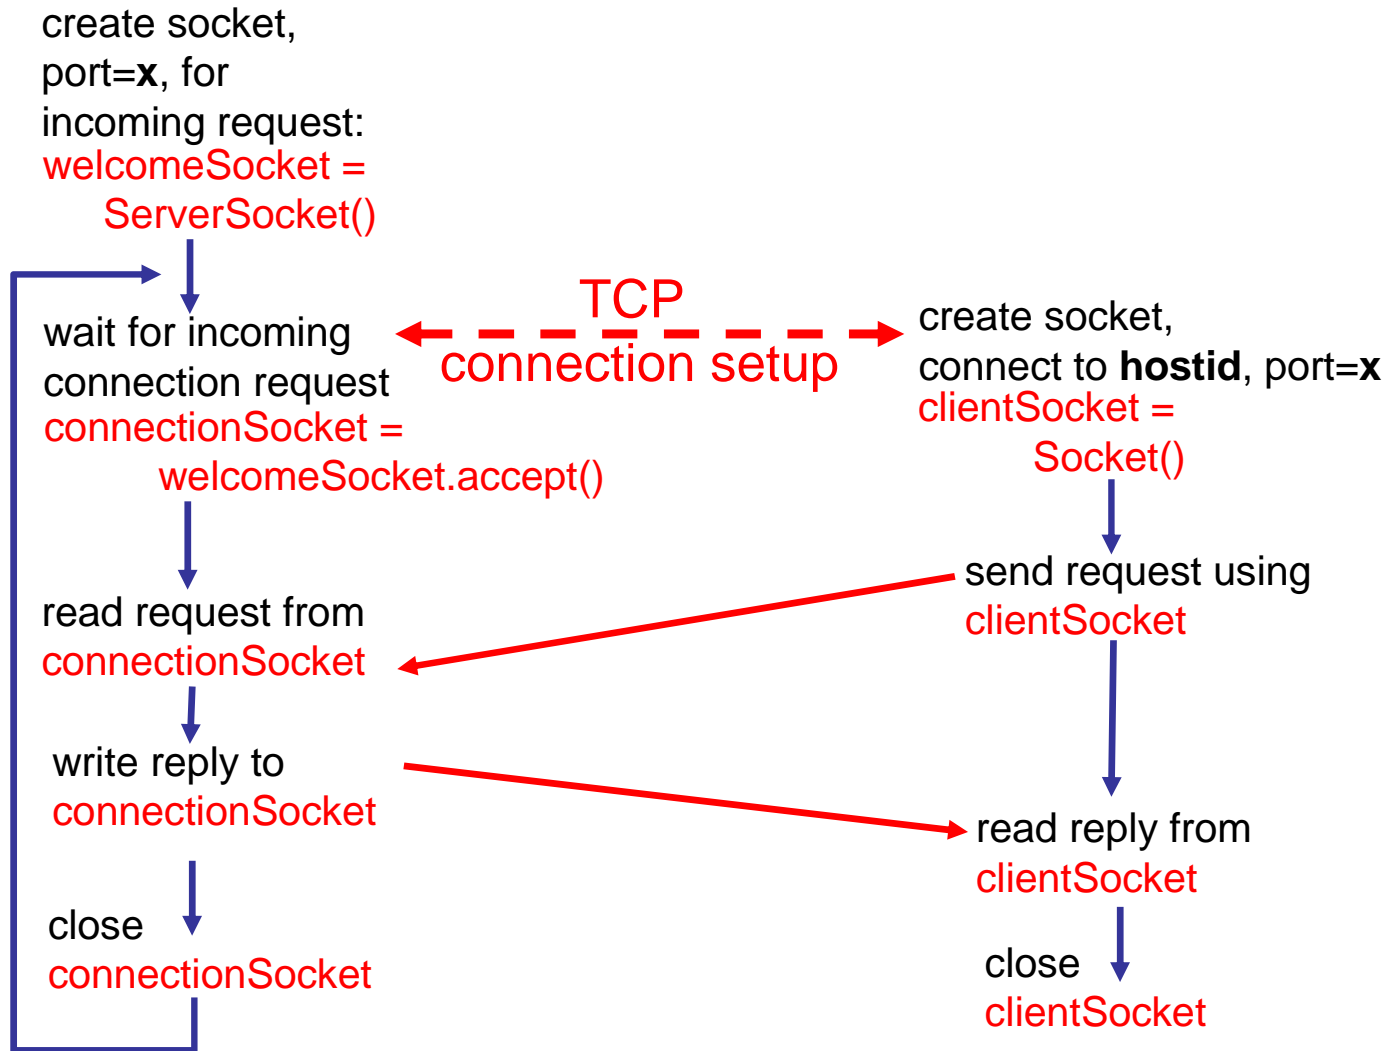 create socket,
port=x, for
incoming request:
welcomeSocket =
ServerSocket()
wait for incoming
connection request
connectionSocket =
welcomeSocket.accept()
TCP
connection setup
create socket,
connect to hostid, port=x
clientSocket =
Socket()
send request using
clientSocket
read request from
connectionSocket
write reply to
connectionSocket
read reply from
clientSocket
close
connectionSocket
close
clientSocket